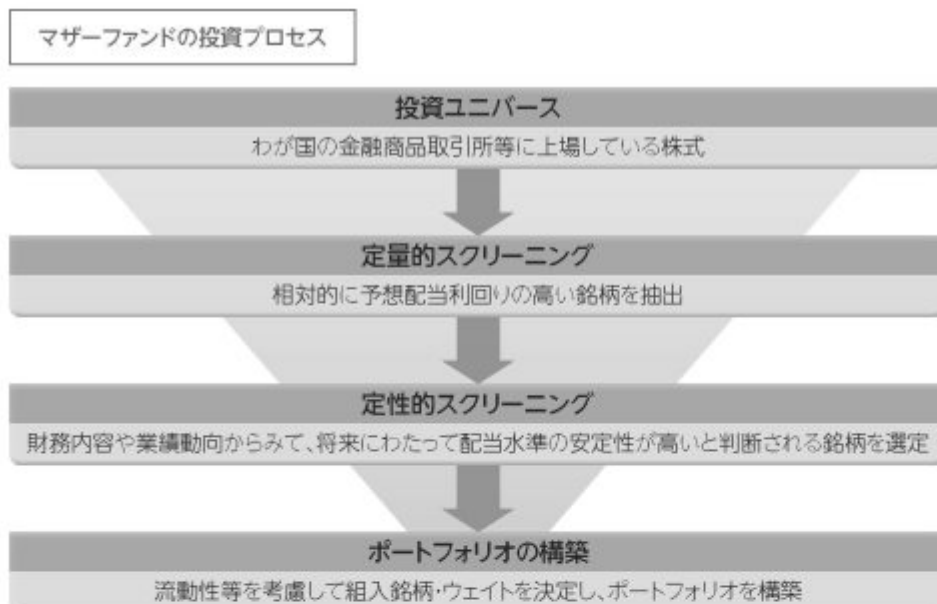 マザーファンドの投資プロセス
投資ユニバース
わが国の金融商品取引所等に上場している株式
定量的スクリーニング
相対的に予想配当利回りの高い銘柄を抽出
定性的スクリーニング
財務内容や業績動向からみて、将来にわたって配当水準の安定性が高いと判断される銘柄を選定
ポートフォリオの構築
流動性等を考慮して組入銘柄・ウェイトを決定し、ポートフォリオを構築